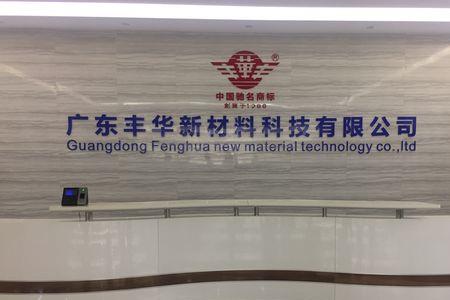 華
®
中国驰名商标
广东丰华新材料科技有限公司
Guangdong Fenghua new material technology co.,ltd